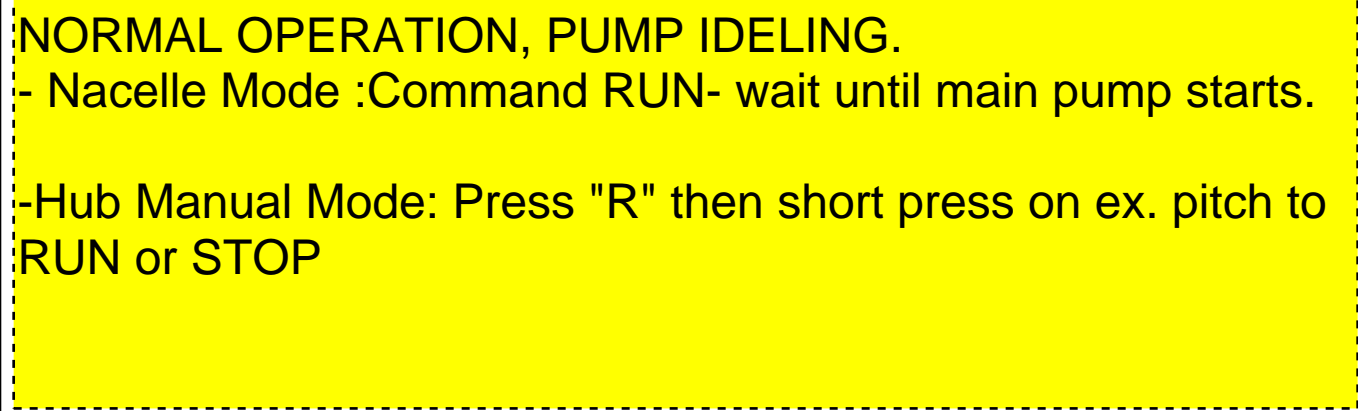 NORMAL OPERATION, PUMP IDELING.
- Nacelle Mode :Command RUN- wait until main pump starts.
-Hub Manual Mode: Press "R" then short press on ex. pitch to
RUN or STOP